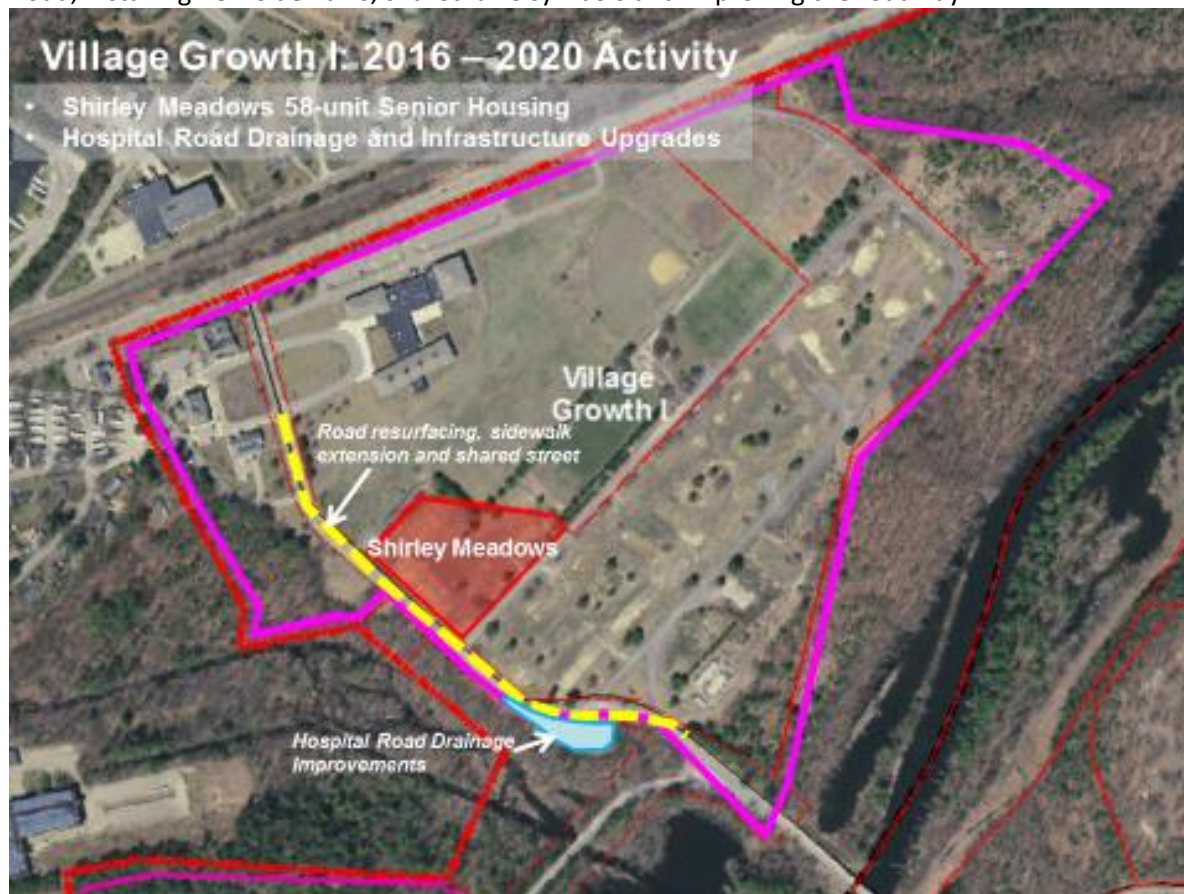 Village Growth I: 2016 – 2020 Activity
• Shirley Meadows 58-unit Senior Housing
• Hospital Road Drainage and Infrastructure Upgrades
Village
Growth I
Road resurfacing, sidewalk
extension and shared street
Shirley Meadows
Hospital Road Drainage
Improvements